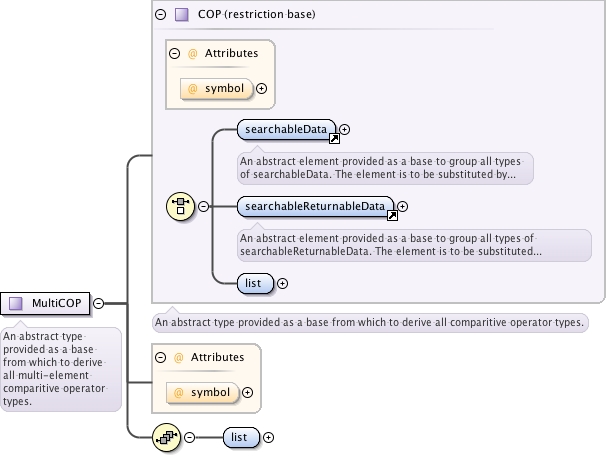 COP (restriction base)
@ Attributes
@ symbol
searchableData
An abstract element provided as a base to group all types
of searchableData. The element is to be substituted by...
searchableReturnableData
An abstract element provided as a base to group all types of
searchableReturnableData. The element is to be substituted...
list
MultiCOP
An abstract type
provided as a base
from which to derive
all multi-element
comparitive operator
types.
An abstract type provided as a base from which to derive all comparitive operator types.
@ Attributes
@ symbol
list